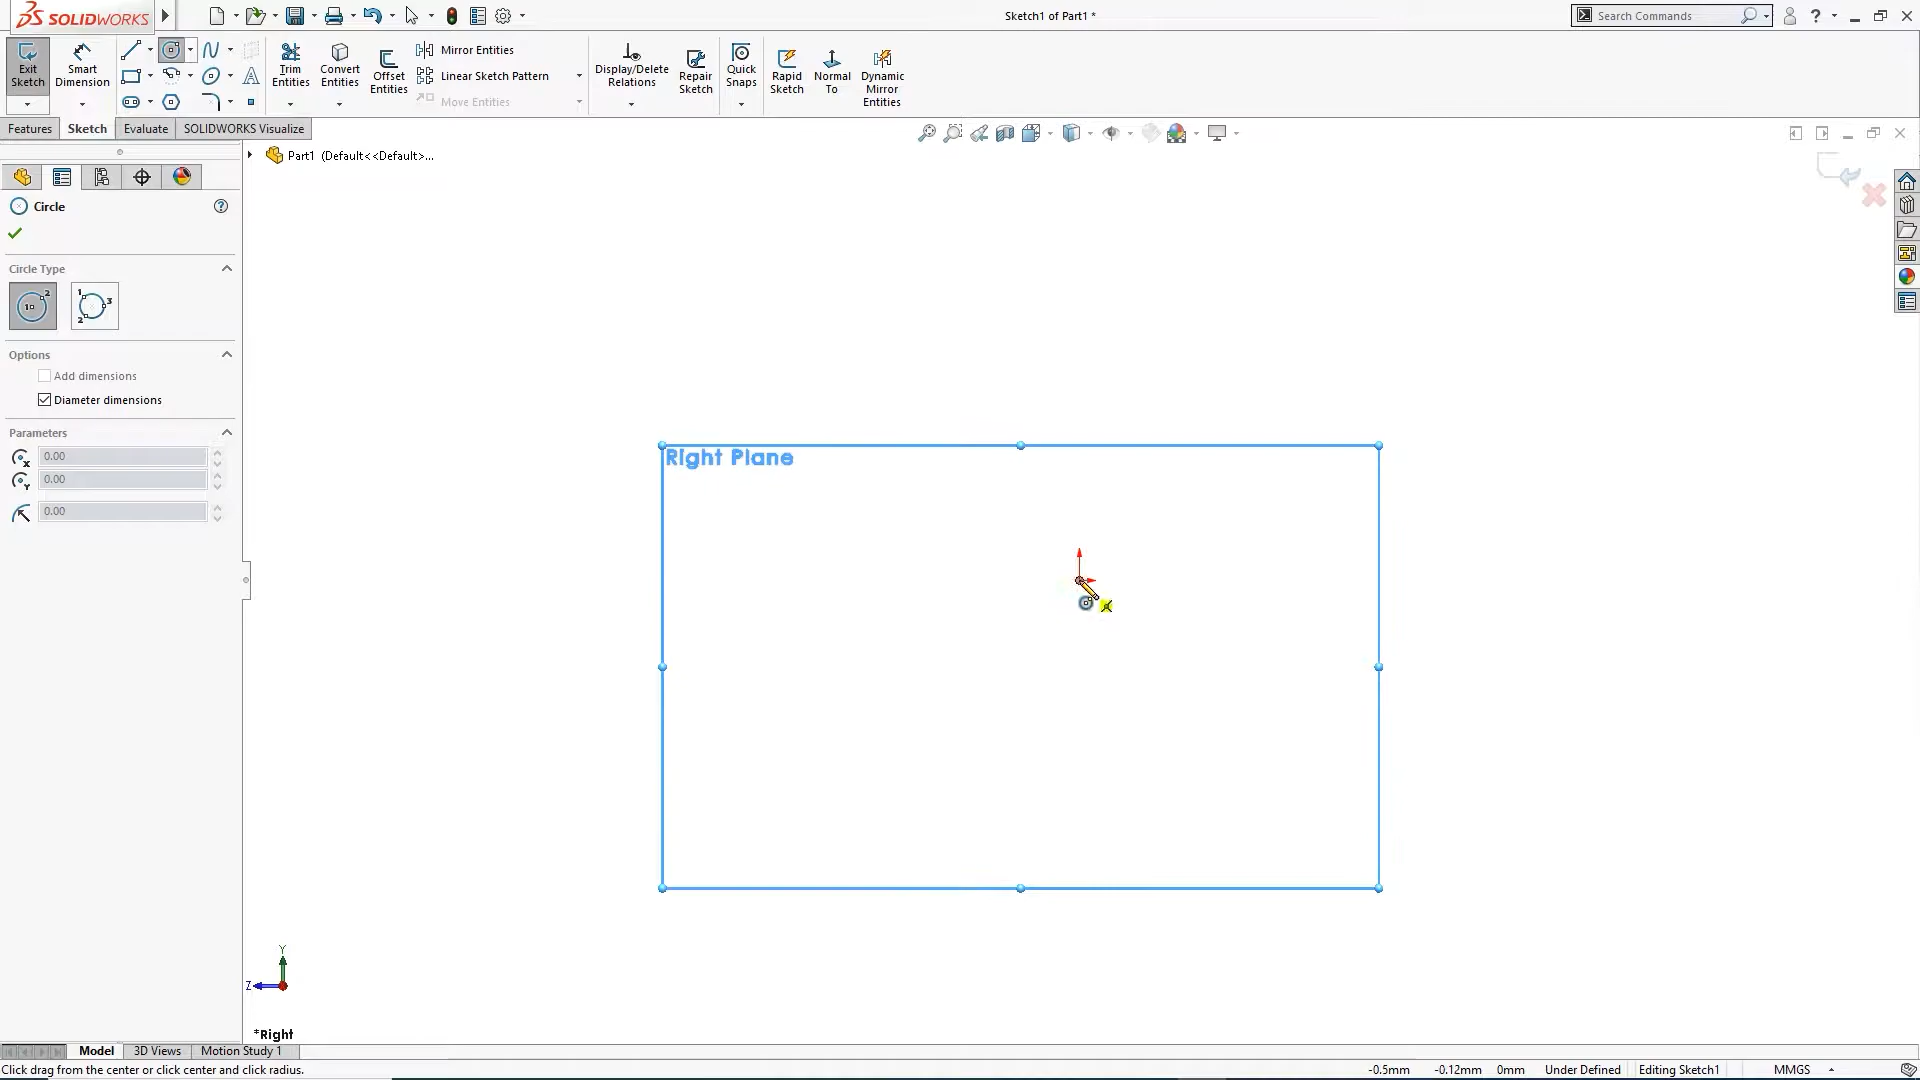 SOLIDWORKS
Sketch1 of Part1 *
Search Commands
Exit Sketch
Smart Dimension
Trim Entities
Convert Entities
Offset Entities
Mirror Entities
Linear Sketch Pattern
Move Entities
Display/Delete Relations
Repair Sketch
Quick Snaps
Rapid Sketch
Normal To
Dynamic Mirror Entities
Features
Sketch
Evaluate
SOLIDWORKS Visualize
Part1 (Default<<Default>...
Circle
Circle Type
Options
Add dimensions
Diameter dimensions
Parameters
0.00
0.00
0.00
Right Plane
Y
Z
*Right
Model
3D Views
Motion Study 1
Click drag from the center or click center and click radius.
-0.5mm
-0.12mm
0mm
Under Defined
Editing Sketch1
MMGS